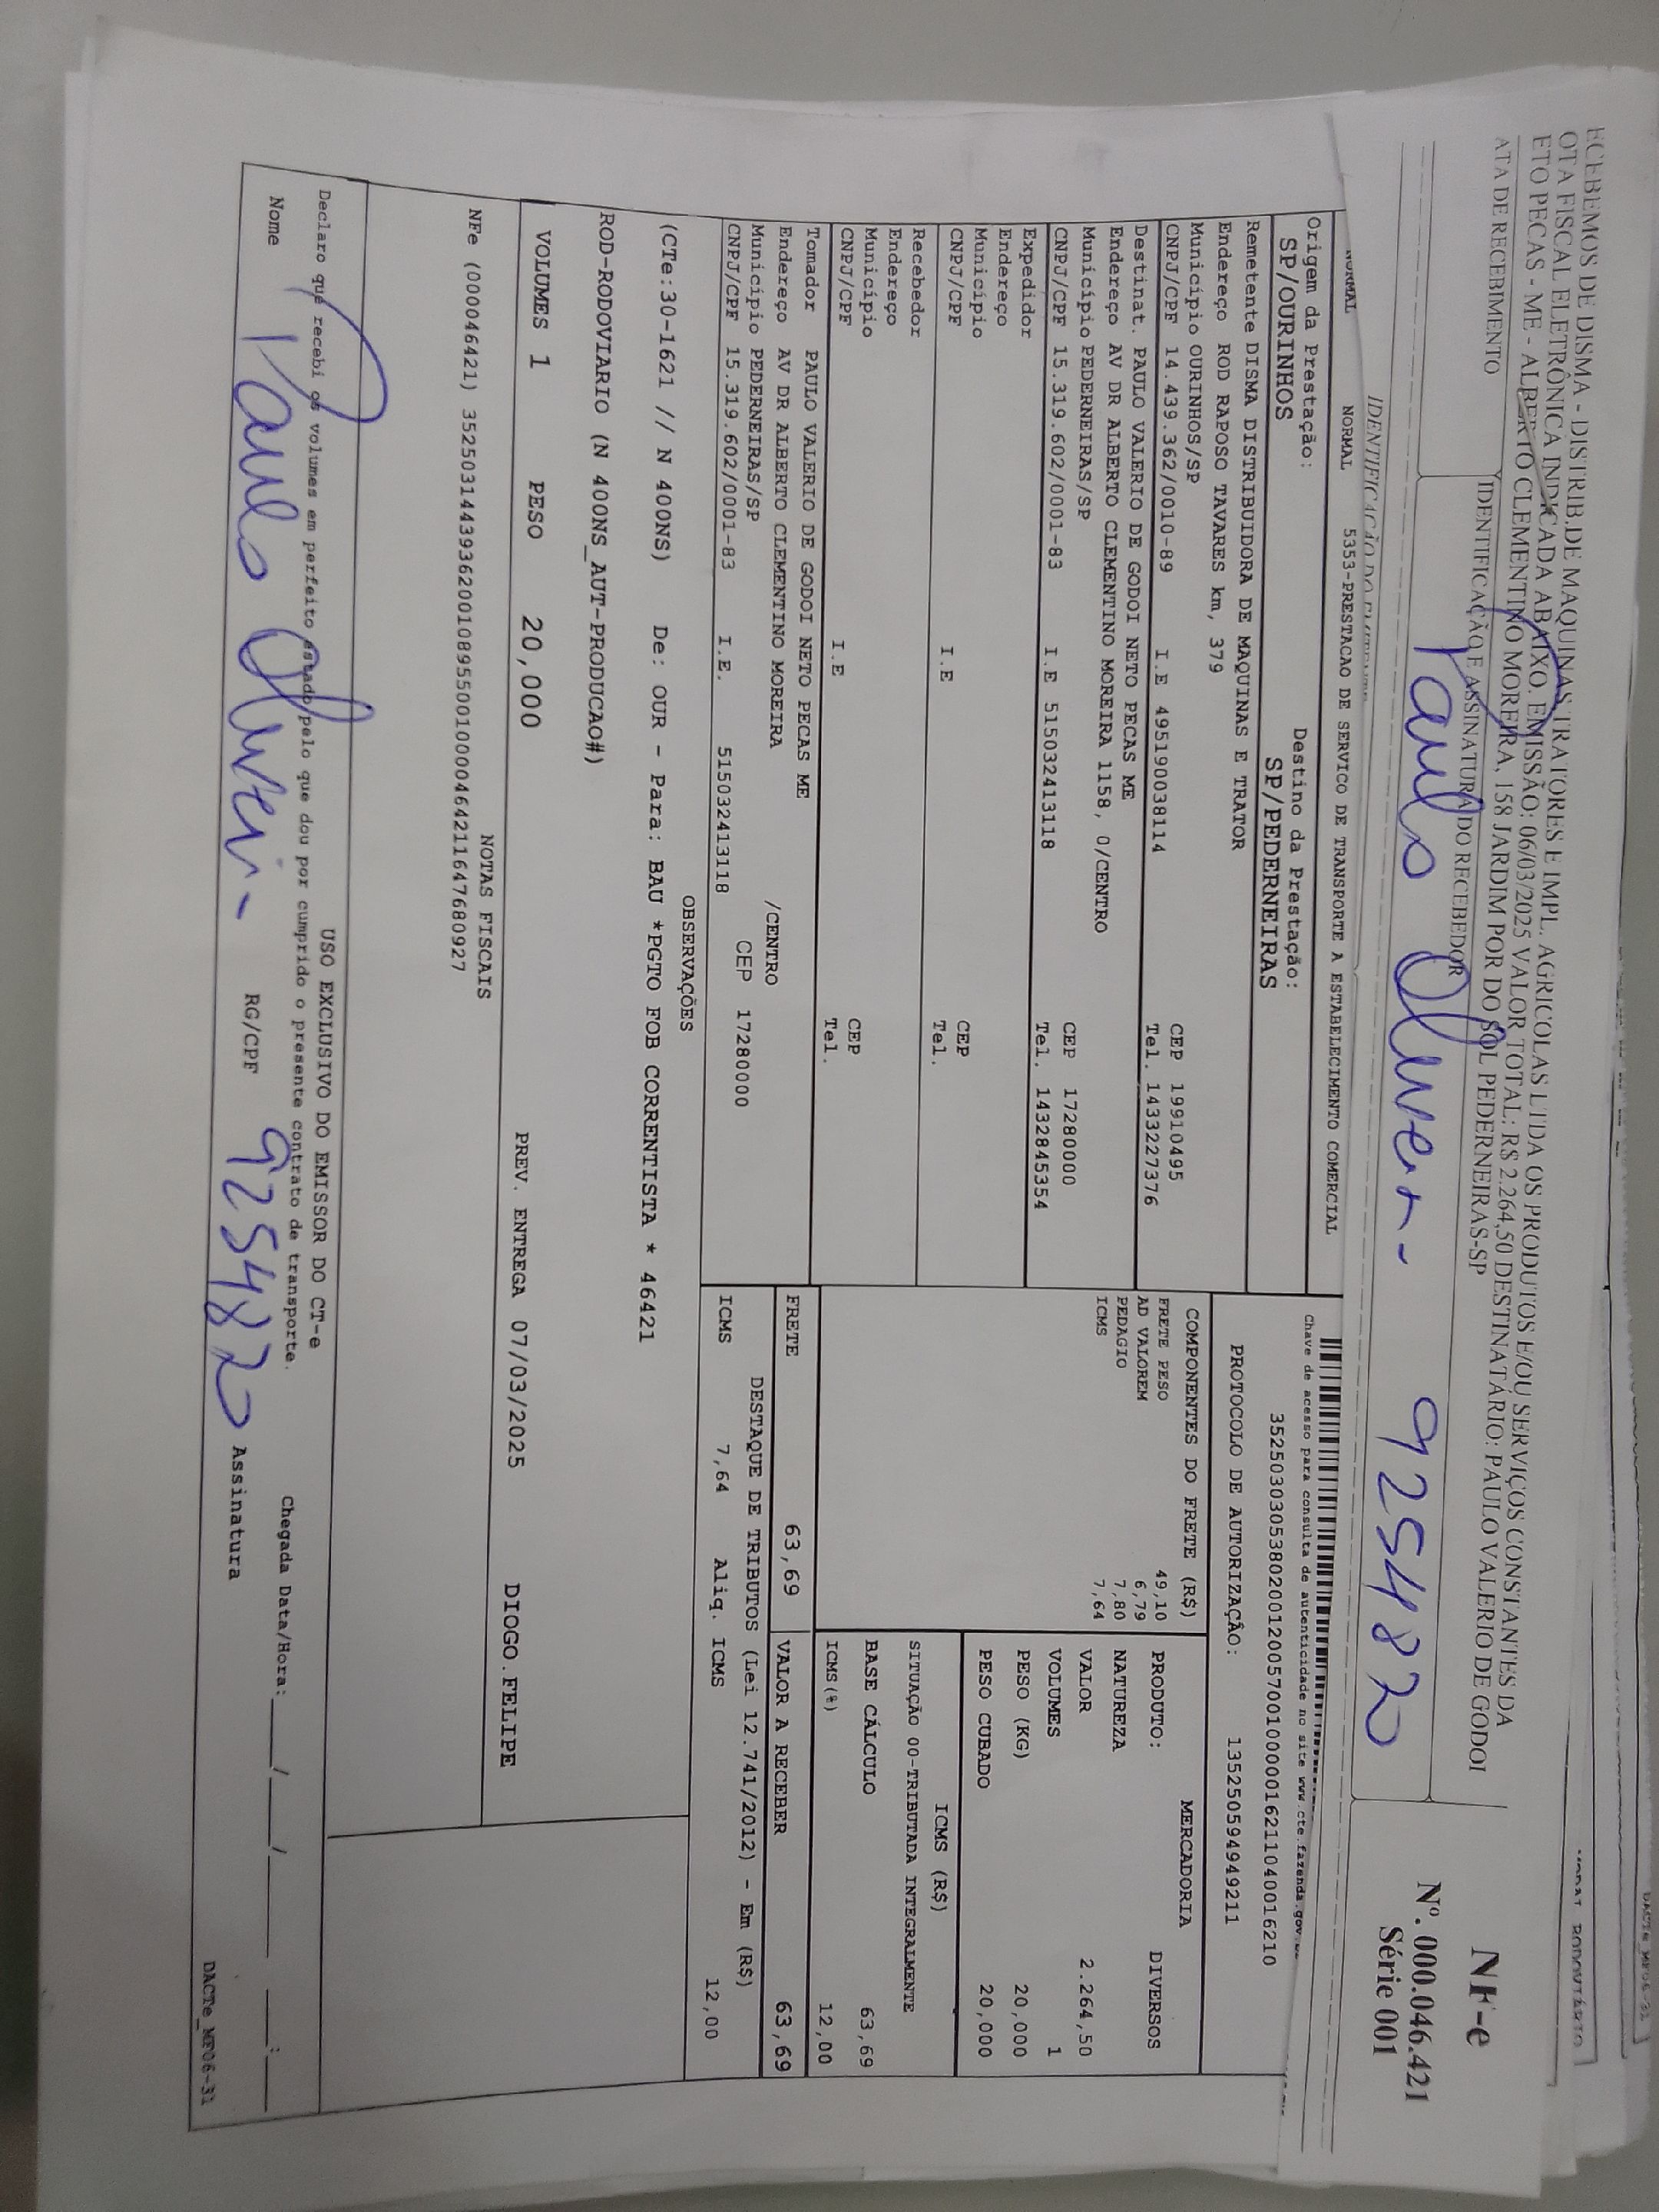 ECEBEMOS DE DISMA - DISTRIB.DE MAQUINAS TRATORES E IMPL. AGRICOLAS LTDA OS PRODUTOS E/OU SERVIÇOS CONSTANTES DA
OTA FISCAL ELETRÔNICA INDICADA ABAIXO. EMISSÃO: 06/03/2025 VALOR TOTAL: R$ 2.264,50 DESTINATÁRIO: PAULO VALERIO DE GODOI
ETO PECAS - ME - ALBERTO CLEMENTINO MOREIRA, 158 JARDIM POR DO SOL PEDERNEIRAS-SP
ATA DE RECEBIMENTO
IDENTIFICAÇÃO E ASSINATURA DO RECEBEDOR
Paulo Oliveira 9254820
NF-e
Nº. 000.046.421
Série 001
NORMAL NORMAL 5353-PRESTACAO DE SERVICO DE TRANSPORTE A ESTABELECIMENTO COMERCIAL
Origem da Prestação:
SP/OURINHOS
Destino da Prestação:
SP/PEDERNEIRAS
Chave de acesso para consulta de autenticidade no site www.cte.fazenda.gov
35250303053802001200570010000016211040016210
PROTOCOLO DE AUTORIZAÇÃO: 135250594949211
Remetente DISMA DISTRIBUIDORA DE MAQUINAS E TRATOR
Endereço ROD RAPOSO TAVARES km, 379
Município OURINHOS/SP CEP 19910495
CNPJ/CPF 14.439.362/0010-89 I.E 495190038114 Tel. 1433227376
Destinat. PAULO VALERIO DE GODOI NETO PECAS ME
Endereço AV DR ALBERTO CLEMENTINO MOREIRA 1158, 0/CENTRO
Município PEDERNEIRAS/SP CEP 17280000
CNPJ/CPF 15.319.602/0001-83 I.E 515032413118 Tel. 1432845354
Expedidor
Endereço
Município CEP
CNPJ/CPF I.E Tel.
Recebedor
Endereço
Município CEP
CNPJ/CPF I.E Tel.
Tomador PAULO VALERIO DE GODOI NETO PECAS ME
Endereço AV DR ALBERTO CLEMENTINO MOREIRA /CENTRO
Município PEDERNEIRAS/SP CEP 17280000
CNPJ/CPF 15.319.602/0001-83 I.E. 515032413118
COMPONENTES DO FRETE (R$)
FRETE PESO 49,10
AD VALOREM 6,79
PEDAGIO 7,80
ICMS 7,64
MERCADORIA
PRODUTO: DIVERSOS
NATUREZA
VALOR 2.264,50
VOLUMES 1
PESO (KG) 20,000
PESO CUBADO 20,000
ICMS (R$)
SITUAÇÃO 00-TRIBUTADA INTEGRALMENTE
BASE CÁLCULO 63,69
ICMS(%) 12,00
FRETE 63,69 VALOR A RECEBER 63,69
DESTAQUE DE TRIBUTOS (Lei 12.741/2012) - Em (R$)
ICMS 7,64 Aliq. ICMS 12,00
OBSERVAÇÕES
(CTe:30-1621 // N 400NS) De: OUR - Para: BAU *PGTO FOB CORRENTISTA * 46421
ROD-RODOVIARIO (N 400NS_AUT-PRODUCAO#)
VOLUMES 1 PESO 20,000 PREV. ENTREGA 07/03/2025 DIOGO.FELIPE
NOTAS FISCAIS
NFe (000046421) 35250314439362001089550010000464211647680927
USO EXCLUSIVO DO EMISSOR DO CT-e
Declaro que recebi os volumes em perfeito estado pelo que dou por cumprido o presente contrato de transporte.
Chegada Data/Hora: ___/___/_____ ___:___
Nome Paulo Oliveira RG/CPF 9254820 Assinatura
DACTe_MF06-31